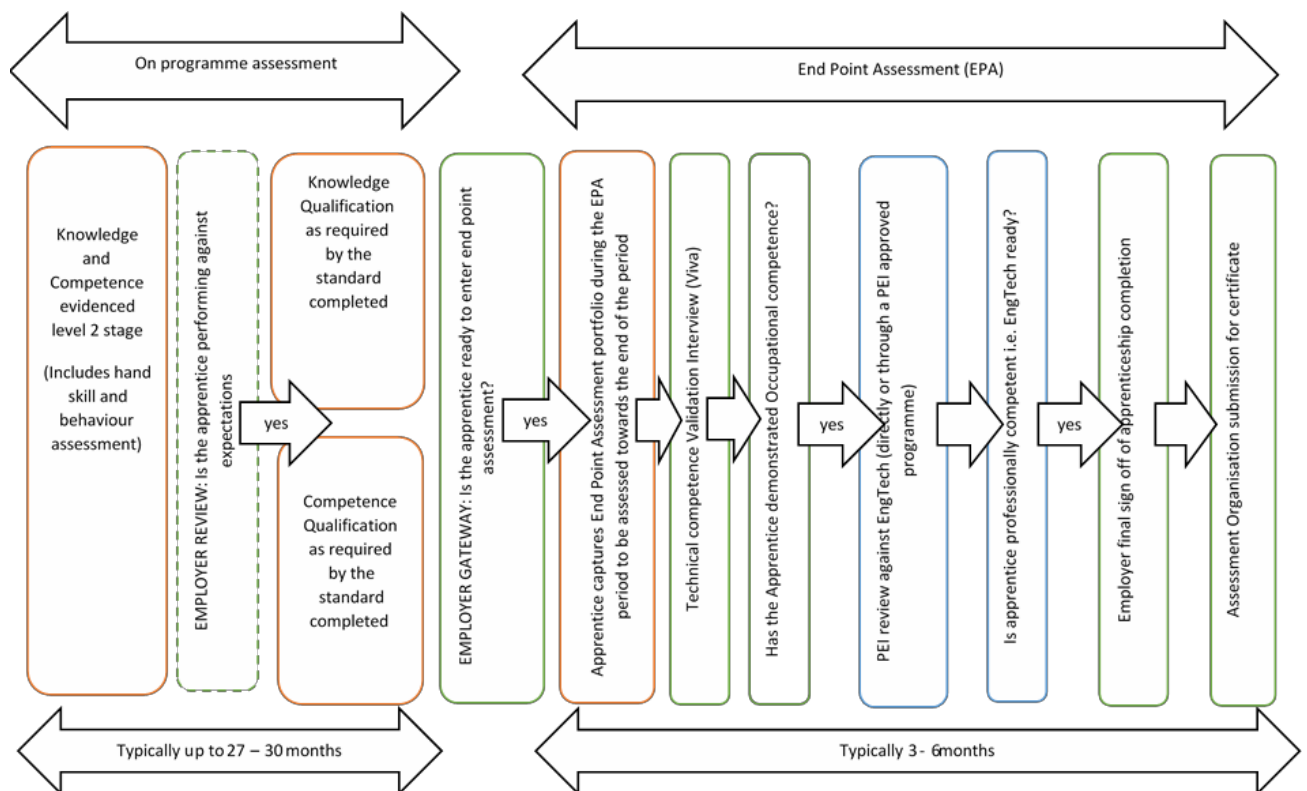 On programme assessment
End Point Assessment (EPA)
Knowledge
and
Competence
evidenced
level 2 stage
(Includes hand
skill and
behaviour
assessment)
EMPLOYER REVIEW: Is the apprentice performing against
expectations
yes
Knowledge
Qualification
as required
by the
standard
completed
Competence
Qualification
as required
by the
standard
completed
EMPLOYER GATEWAY: Is the apprentice ready to enter end point
assessment?
yes
Apprentice captures End Point Assessment portfolio during the EPA
period to be assessed towards the end of the period
Technical competence Validation Interview (Viva)
Has the Apprentice demonstrated Occupational competence?
yes
PEI review against EngTech (directly or through a PEI approved
programme)
Is apprentice professionally competent i.e. EngTech ready?
yes
Employer final sign off of apprenticeship completion
Assessment Organisation submission for certificate
Typically up to 27 – 30 months
Typically 3 - 6months